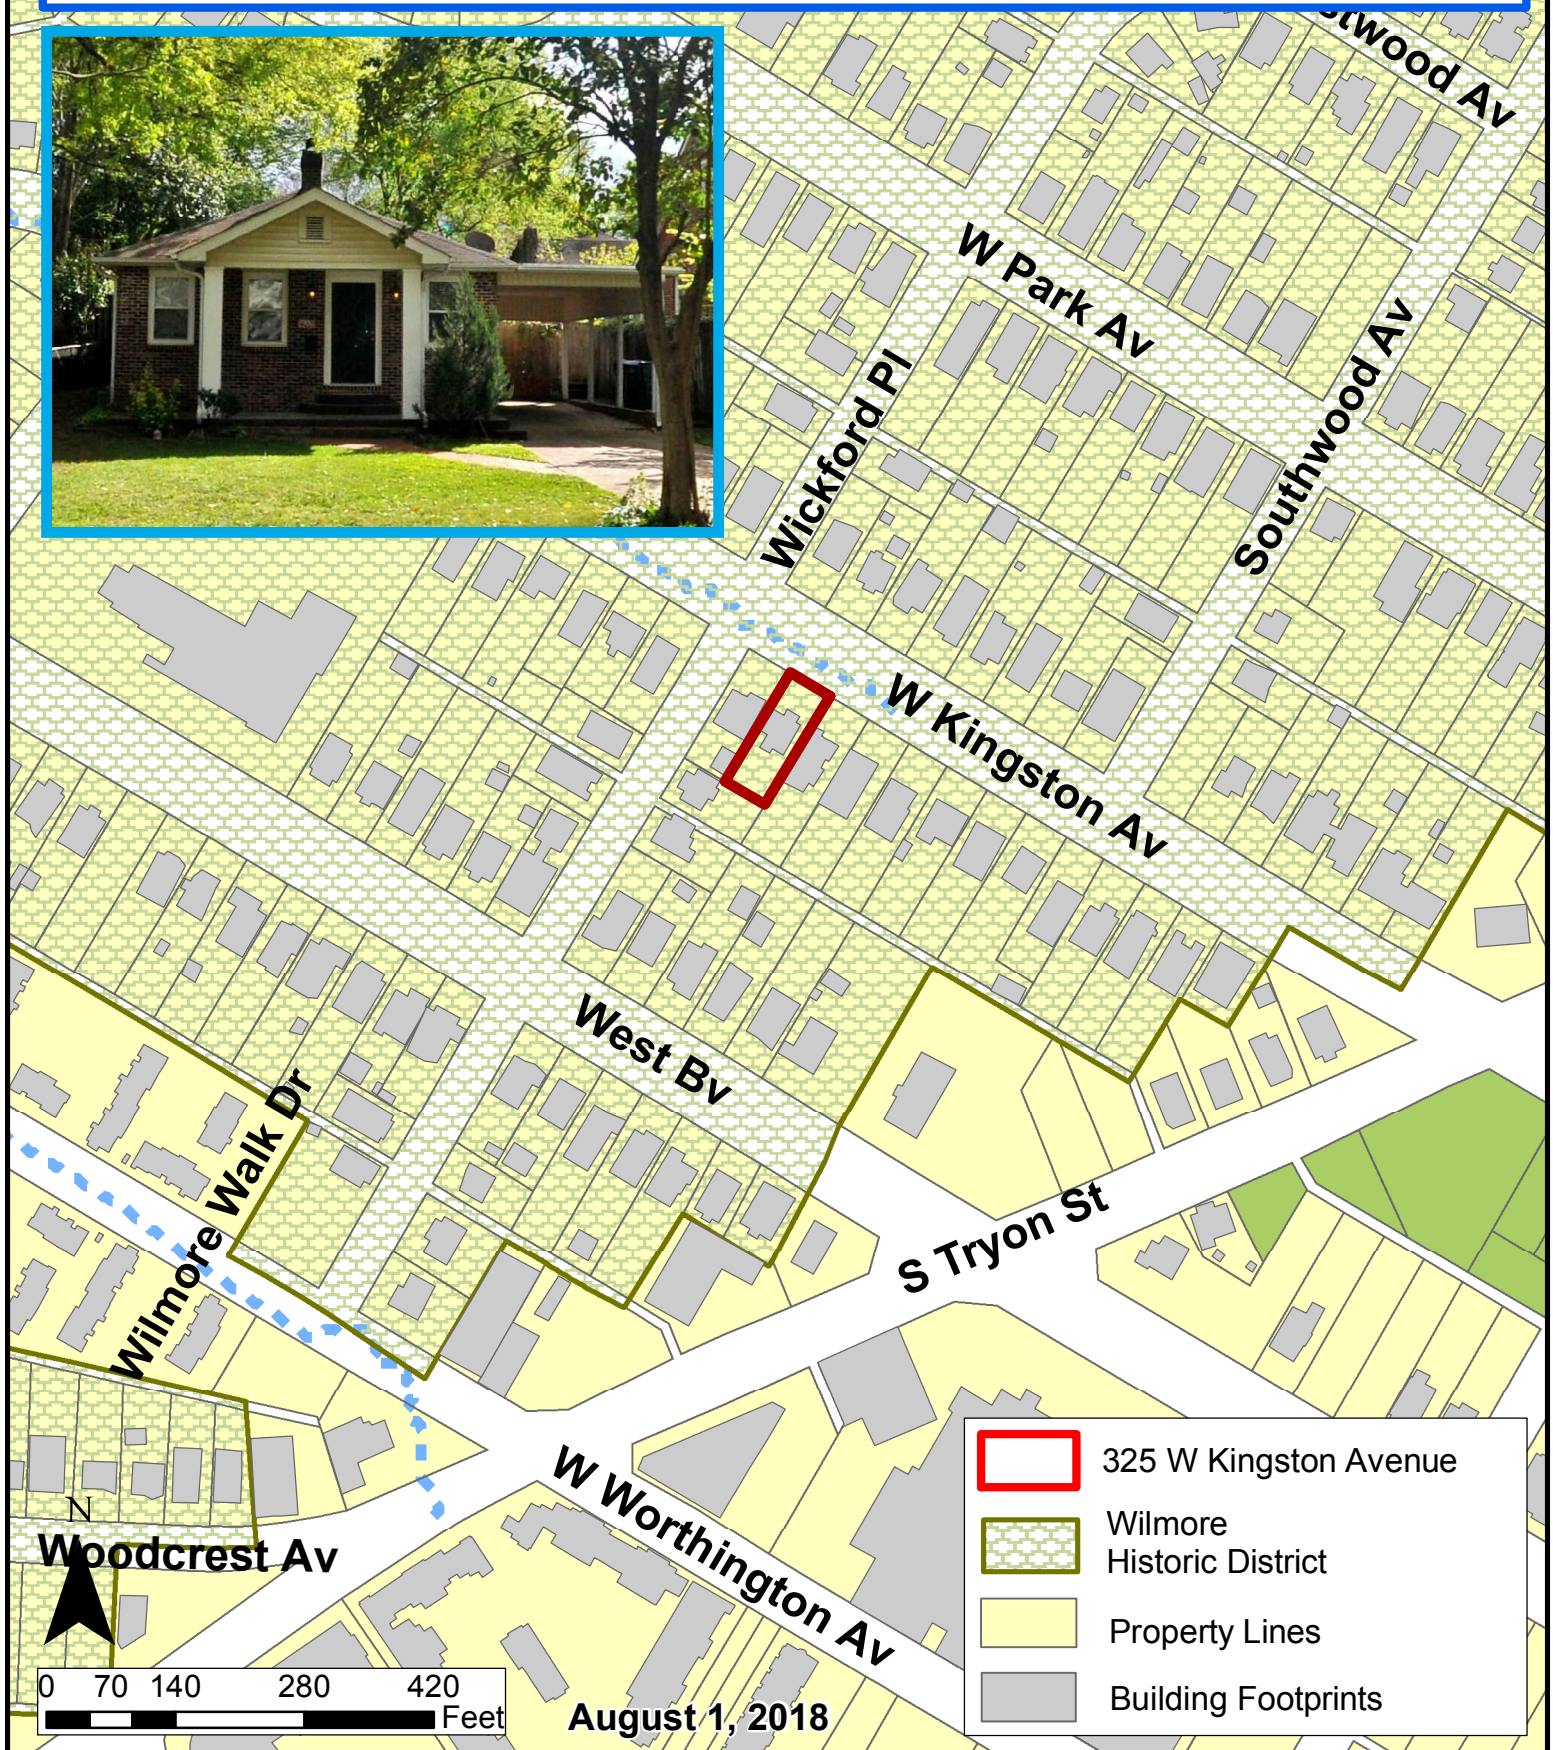 stwood Av
W Park Av
Wickford Pl
Southwood Av
W Kingston Av
West Bv
Wilmore Walk Dr
S Tryon St
W Worthington Av
N
Woodcrest Av
0 70 140 280 420
Feet
August 1, 2018
325 W Kingston Avenue
Wilmore
Historic District
Property Lines
Building Footprints